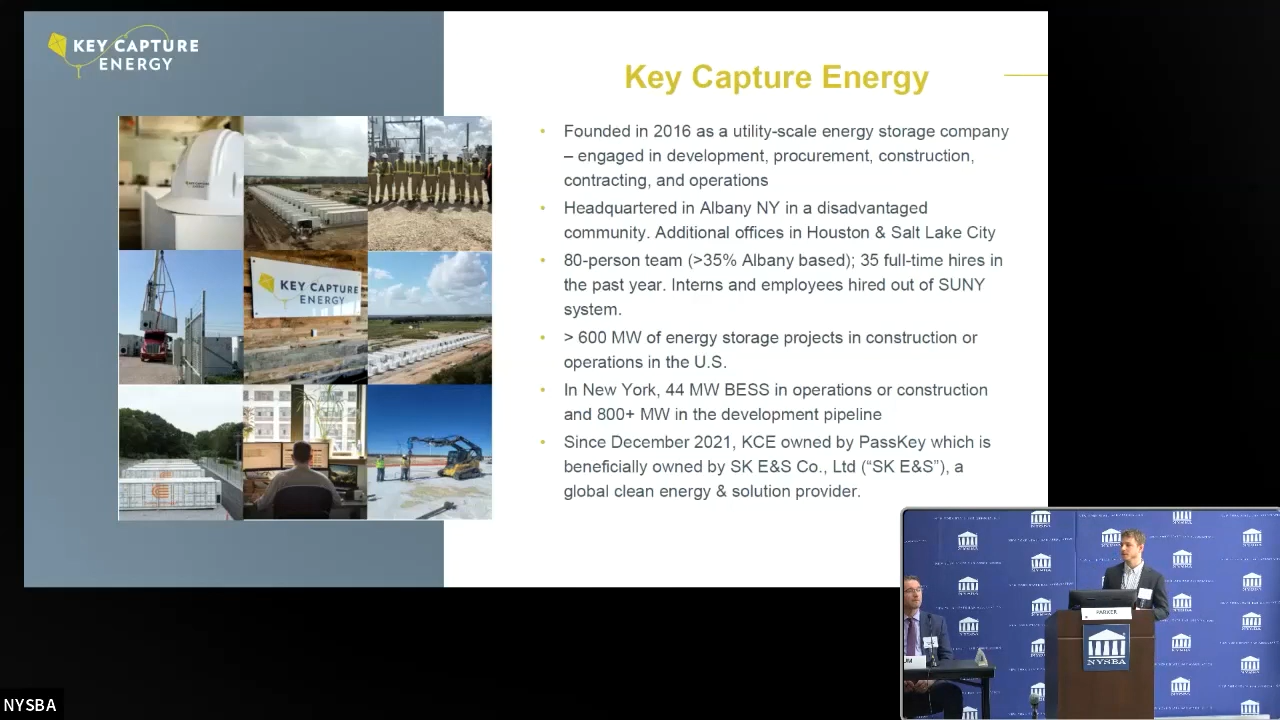 KEY CAPTURE
ENERGY
Key Capture Energy
• Founded in 2016 as a utility-scale energy storage company
– engaged in development, procurement, construction,
contracting, and operations
• Headquartered in Albany NY in a disadvantaged
community. Additional offices in Houston & Salt Lake City
• 80-person team (>35% Albany based); 35 full-time hires in
the past year. Interns and employees hired out of SUNY
system.
• > 600 MW of energy storage projects in construction or
operations in the U.S.
• In New York, 44 MW BESS in operations or construction
and 800+ MW in the development pipeline
• Since December 2021, KCE owned by PassKey which is
beneficially owned by SK E&S Co., Ltd (“SK E&S”), a
global clean energy & solution provider.
KEY CAPTURE
ENERGY
PARKER
NYSBA
NYSBA